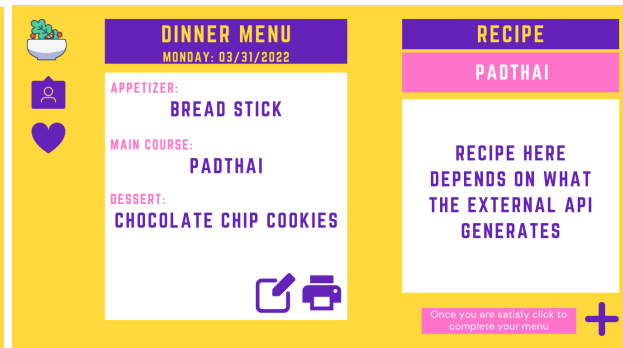 DINNER MENU
MONDAY: 03/31/2022
APPETIZER:
BREAD STICK
MAIN COURSE:
PADTHAI
DESSERT:
CHOCOLATE CHIP COOKIES
RECIPE
PADTHAI
RECIPE HERE
DEPENDS ON WHAT
THE EXTERNAL API
GENERATES
Once you are satisfy click to
complete your menu